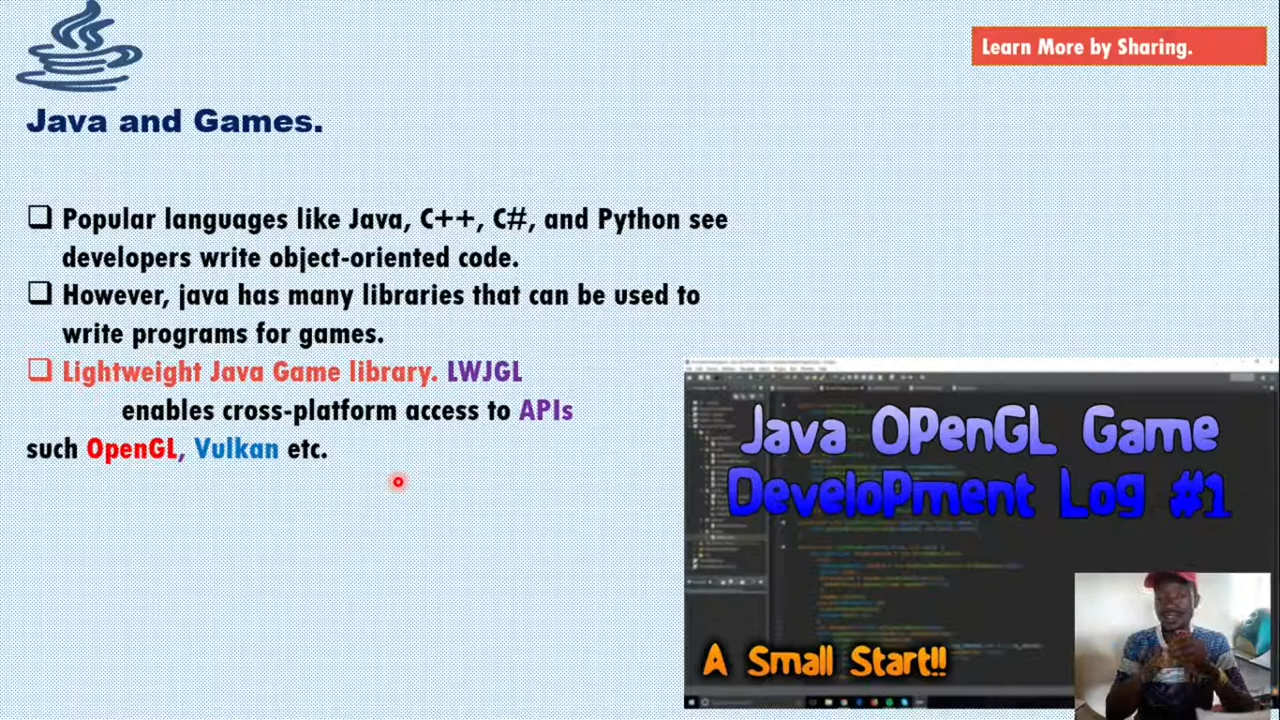 Learn More by Sharing.
Java and Games.
Popular languages like Java, C++, C#, and Python see
developers write object-oriented code.
However, java has many libraries that can be used to
write programs for games.
Lightweight Java Game library. LWJGL
enables cross-platform access to APIs
such OpenGL, Vulkan etc.
Java OPenGL Game
DeveloPment Log #1
A Small Start!!